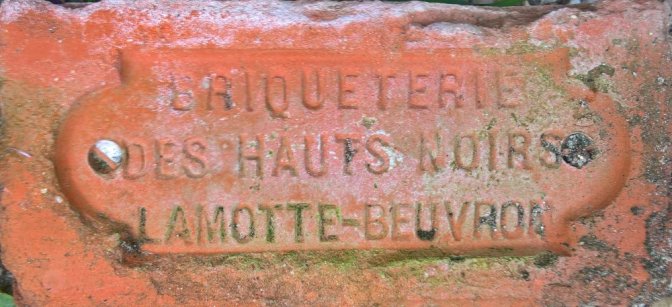 BRIQUETERIE
DES HAUTS NOIRS
LAMOTTE-BEUVRON